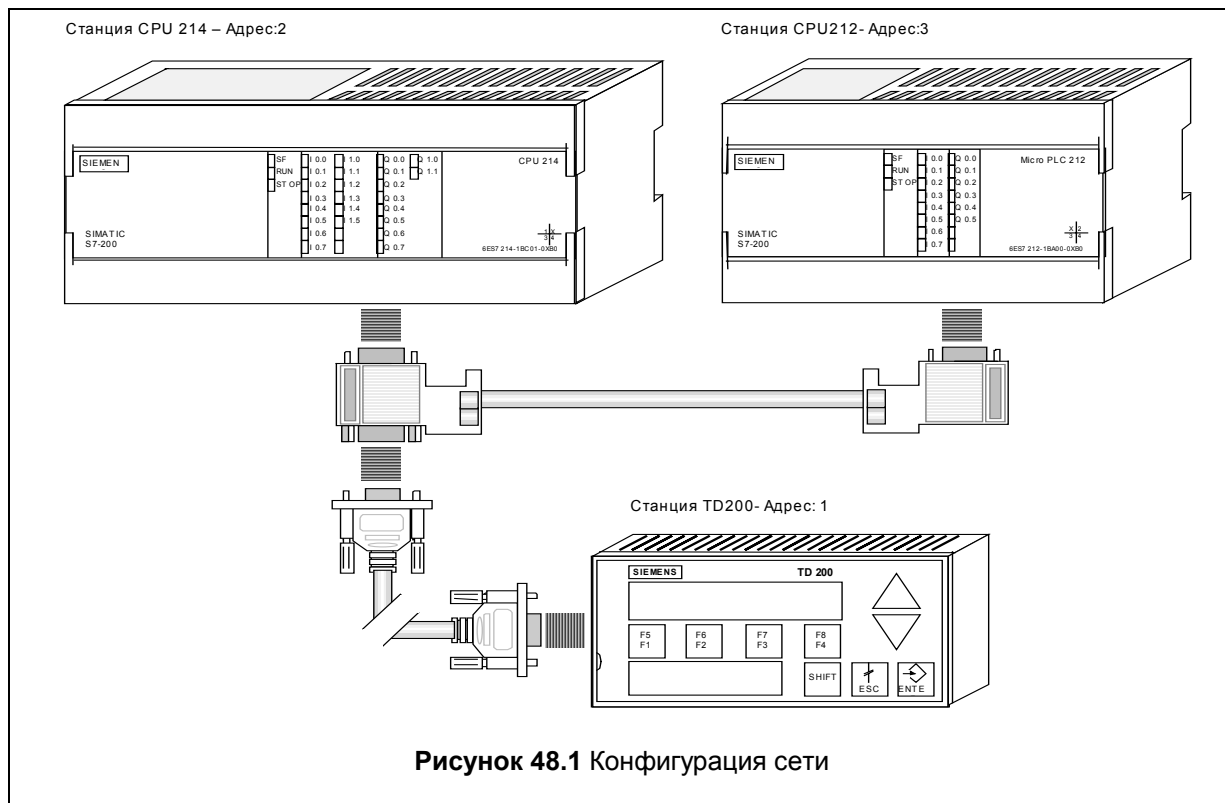 Станция CPU 214 – Адрес:2
Станция CPU212- Адрес:3
SIEMEN
SF
RUN
ST OP
I 0.0
I 0.1
I 0.2
I 0.3
I 0.4
I 0.5
I 0.6
I 0.7
I 1.0
I 1.1
I 1.2
I 1.3
I 1.4
I 1.5
Q 0.0
Q 0.1
Q 0.2
Q 0.3
Q 0.4
Q 0.5
Q 0.6
Q 0.7
Q 1.0
Q 1.1
CPU 214
SIMATIC
S7-200
1 X
3 4
6ES7 214-1BC01-0XB0
SIEMEN
SF
RUN
ST OP
I 0.0
I 0.1
I 0.2
I 0.3
I 0.4
I 0.5
I 0.6
I 0.7
Q 0.0
Q 0.1
Q 0.2
Q 0.3
Q 0.4
Q 0.5
Micro PLC 212
SIMATIC
S7-200
X 2
3 4
6ES7 212-1BA00-0XB0
Станция TD200- Адрес: 1
SIEMENS
TD 200
F5
F1
F6
F2
F7
F3
F8
F4
SHIFT
ESC
ENTE
Рисунок 48.1 Конфигурация сети